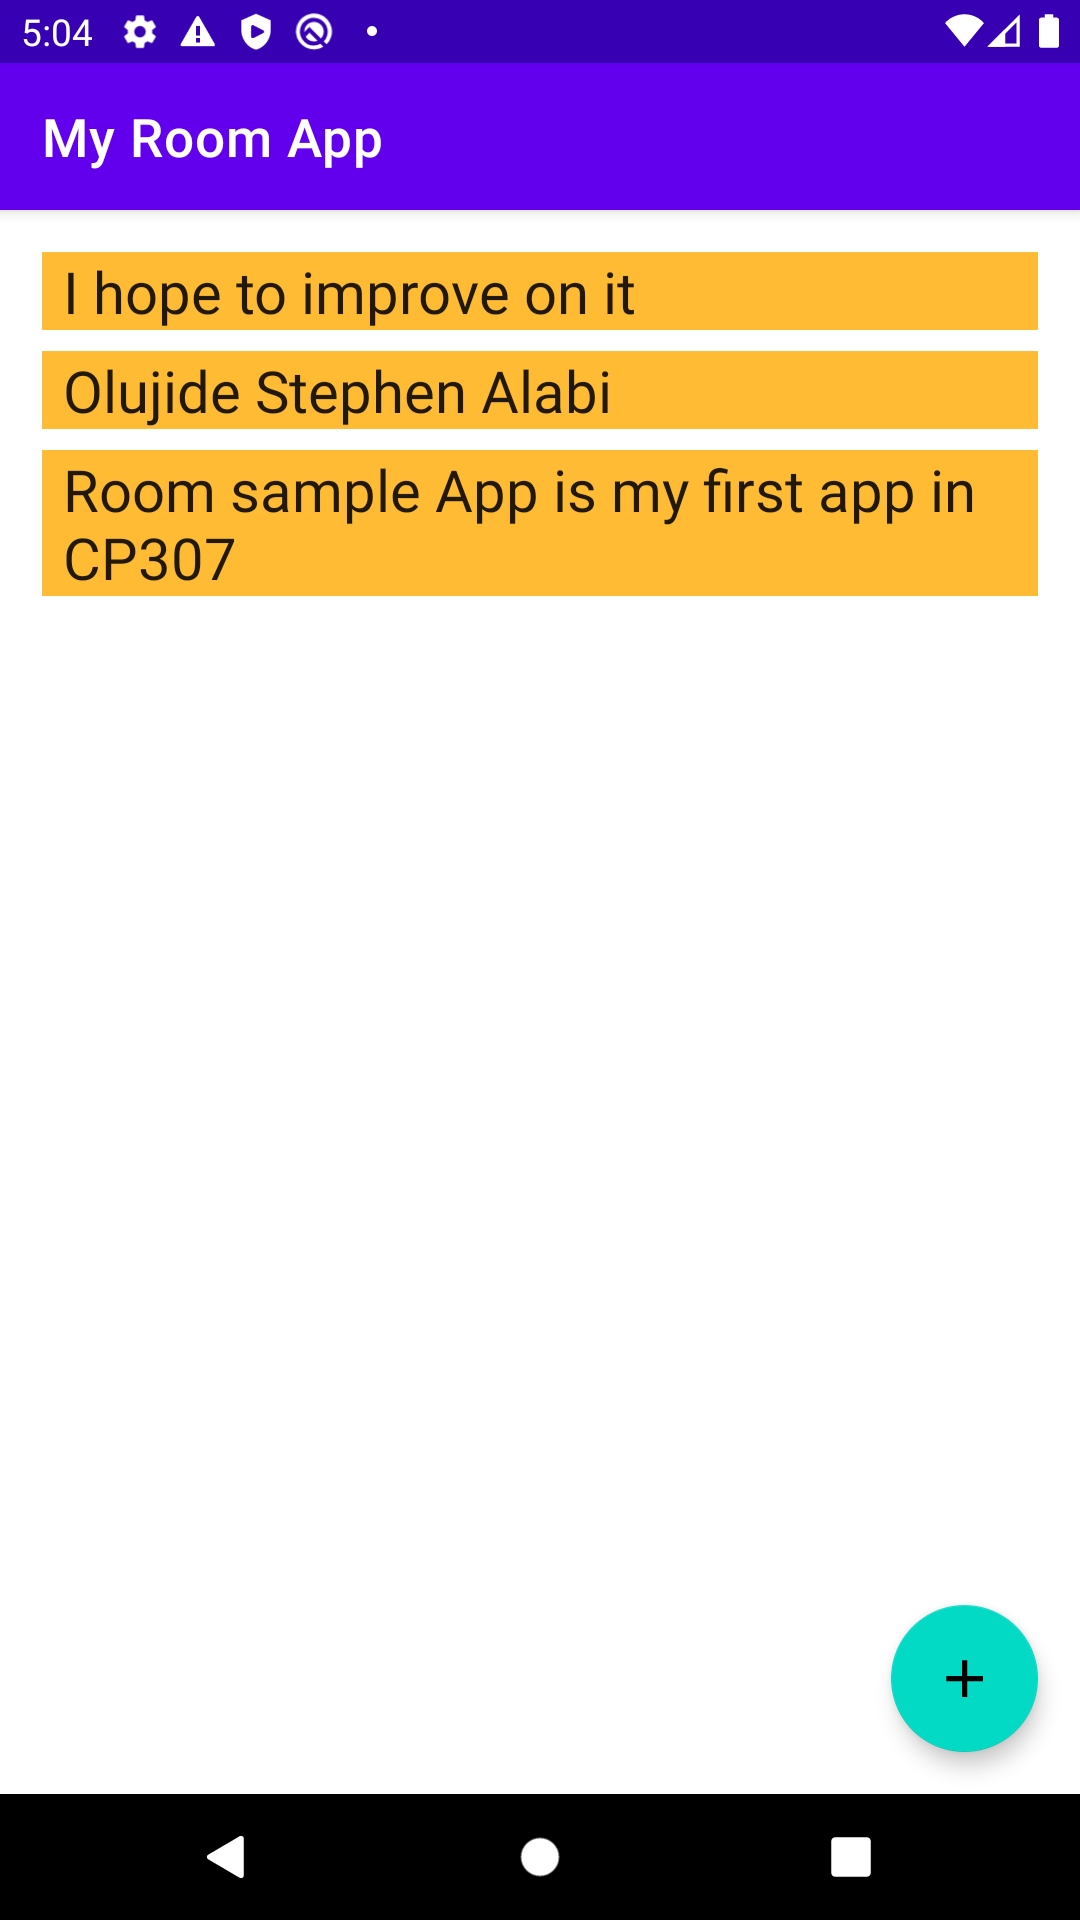 5:04
My Room App
I hope to improve on it
Olujide Stephen Alabi
Room sample App is my first app in
CP307